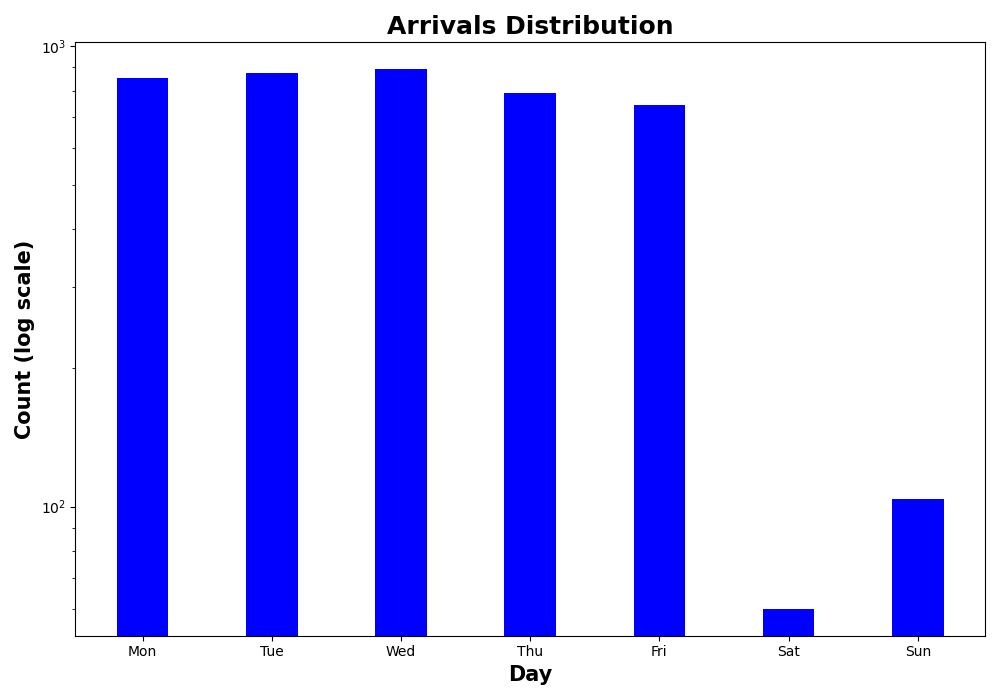 Arrivals Distribution
Count (log scale)
10³
10²
Mon Tue Wed Thu Fri Sat Sun
Day